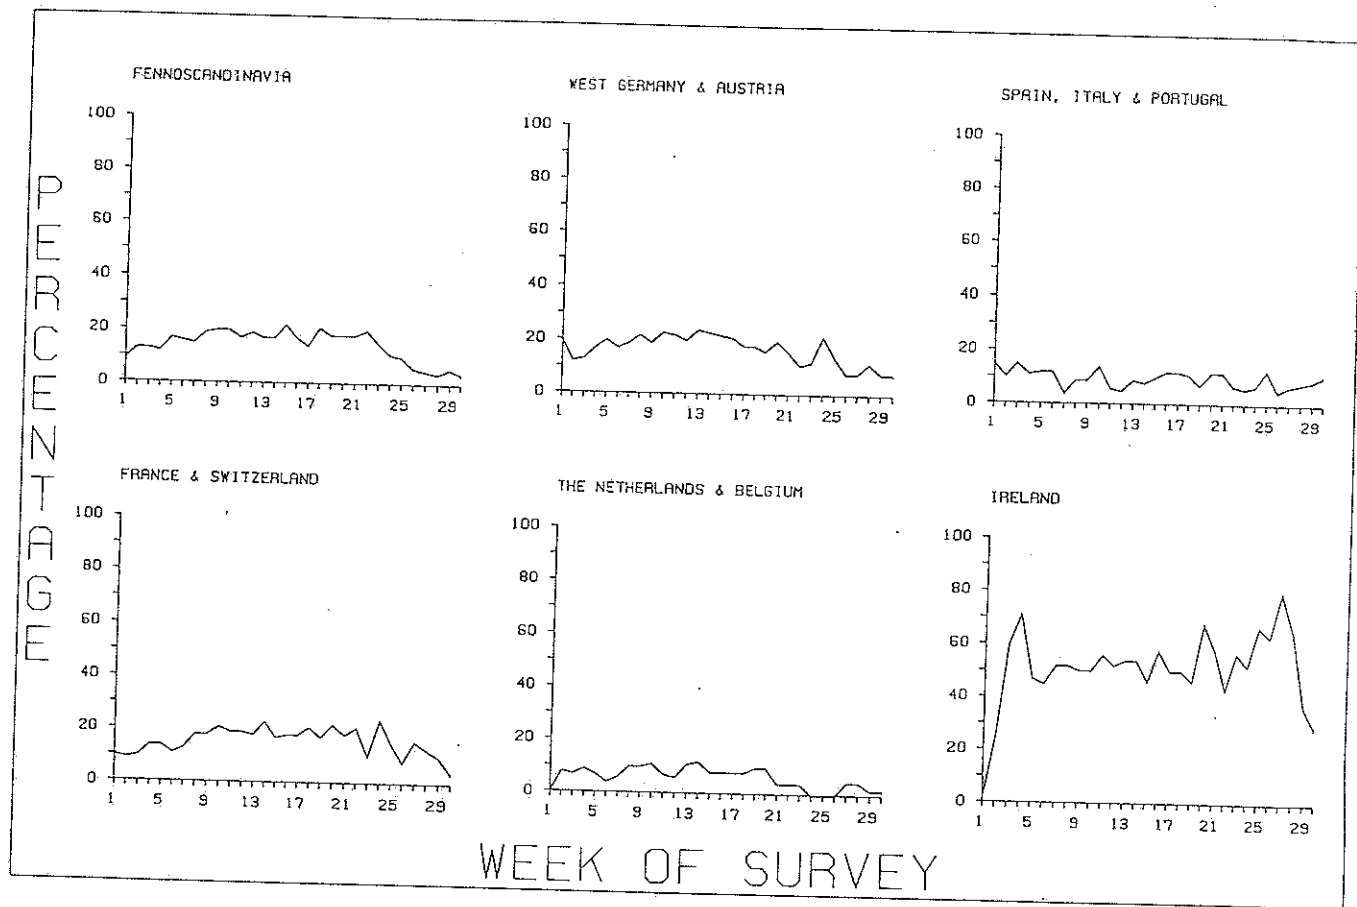 PERCENTAGE
FENNOSCANDINAVIA
100
80
60
40
20
0
1 5 9 13 17 21 25 29
WEST GERMANY & AUSTRIA
100
80
60
40
20
0
1 5 9 13 17 21 25 29
SPAIN, ITALY & PORTUGAL
100
80
60
40
20
0
1 5 9 13 17 21 25 29
FRANCE & SWITZERLAND
100
80
60
40
20
0
1 5 9 13 17 21 25 29
THE NETHERLANDS & BELGIUM
100
80
60
40
20
0
1 5 9 13 17 21 25 29
IRELAND
100
80
60
40
20
0
1 5 9 13 17 21 25 29
WEEK OF SURVEY